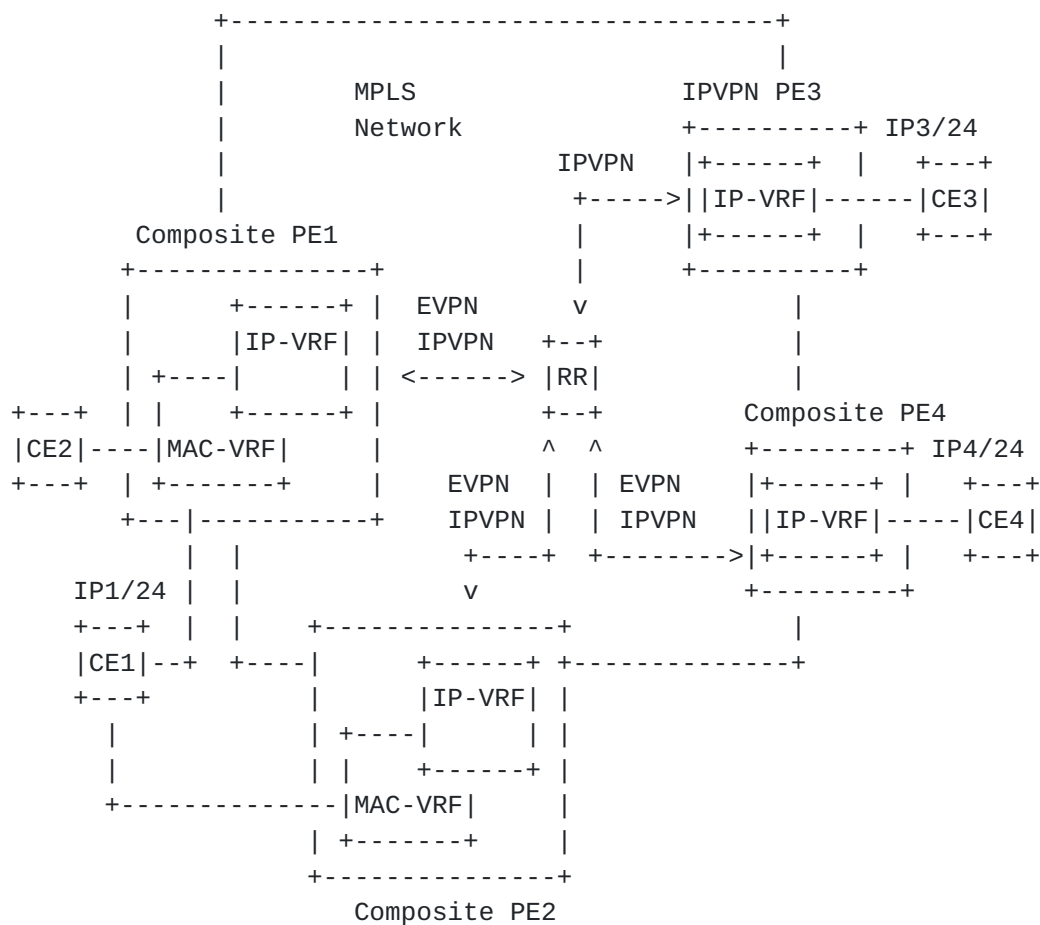 MPLS IPVPN PE3
Network IP3/24
IPVPN
IP-VRF CE3
Composite PE1
EVPN
IP-VRF IPVPN
RR
Composite PE4
CE2 MAC-VRF IP4/24
EVPN EVPN
IPVPN IPVPN IP-VRF CE4
IP1/24
CE1
IP-VRF
MAC-VRF
Composite PE2